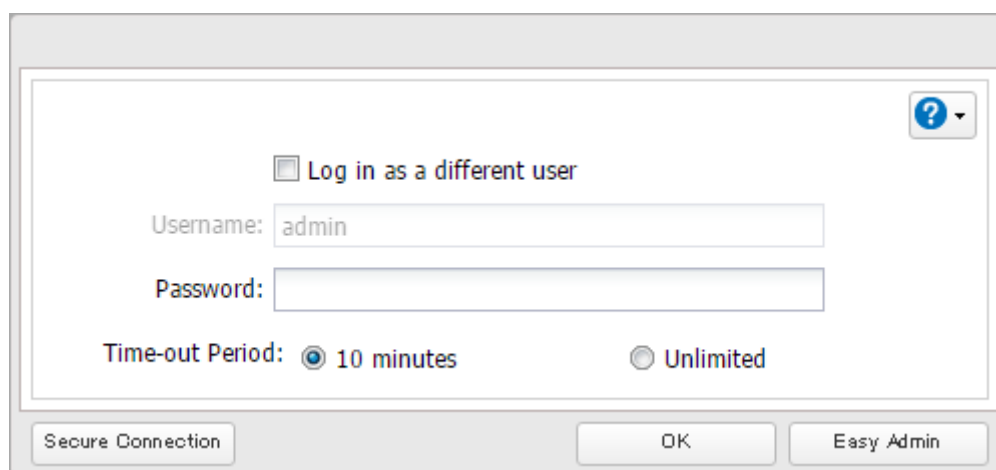 ?
Log in as a different user
Username: admin
Password:
Time-out Period: 10 minutes Unlimited
Secure Connection OK Easy Admin